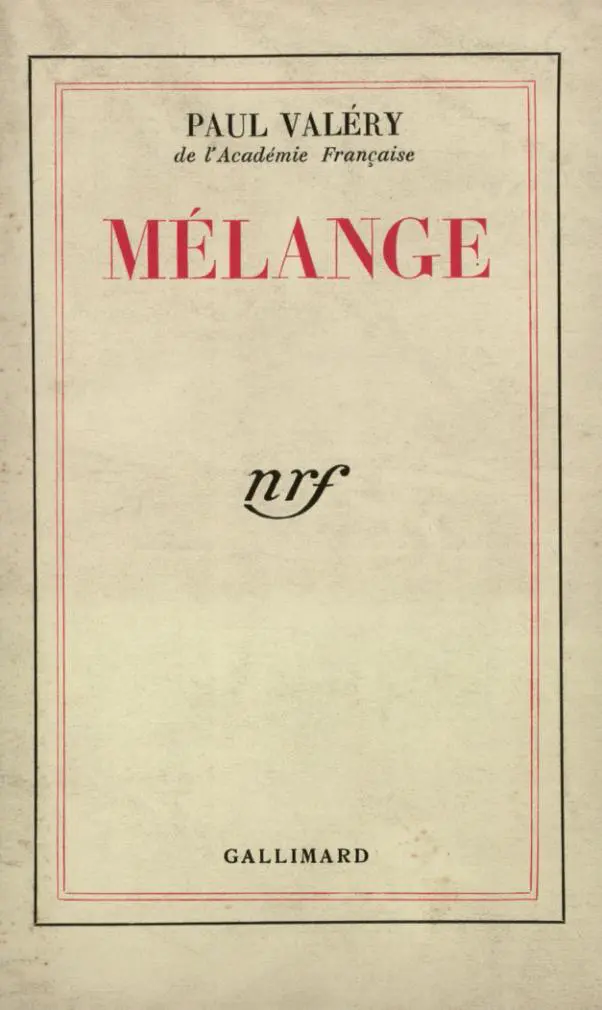 PAUL VALÉRY
de l'Académie Française
MÉLANGE
nrf
GALLIMARD